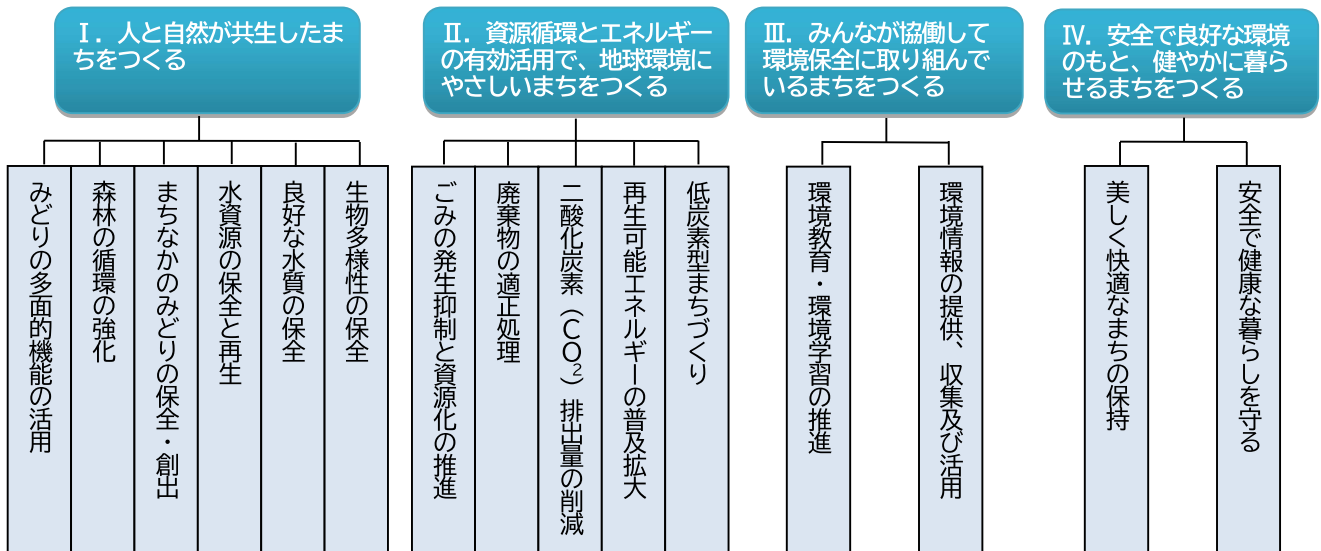 Ⅰ．人と自然が共生したま
ちをつくる
みどりの多面的機能の活用
森林の循環の強化
まちなかのみどりの保全・創出
水資源の保全と再生
良好な水質の保全
生物多様性の保全
Ⅱ．資源循環とエネルギー
の有効活用で、地球環境に
やさしいまちをつくる
ごみの発生抑制と資源化の推進
廃棄物の適正処理
二酸化炭素（ＣＯ₂）排出量の削減
再生可能エネルギーの普及拡大
低炭素型まちづくり
Ⅲ．みんなが協働して
環境保全に取り組んで
いるまちをつくる
環境教育・環境学習の推進
環境情報の提供、収集及び活用
Ⅳ．安全で良好な環境
のもと、健やかに暮ら
せるまちをつくる
美しく快適なまちの保持
安全で健康な暮らしを守る